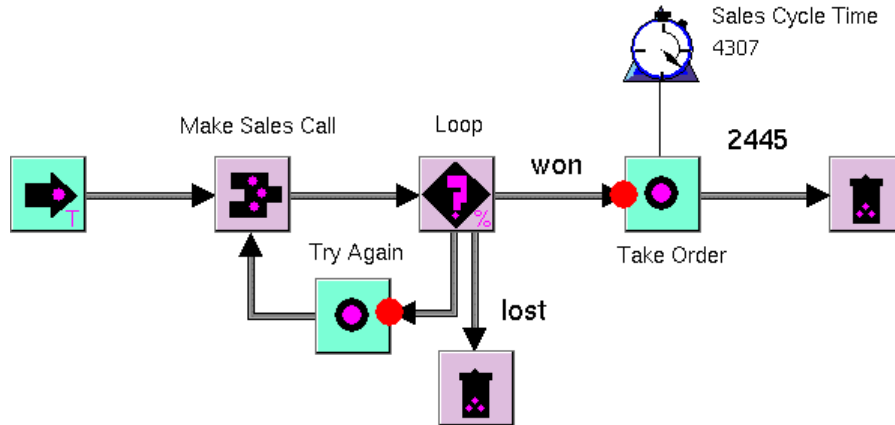 Sales Cycle Time
4307
Make Sales Call
Loop
won
2445
T
?
%
Try Again
Take Order
lost